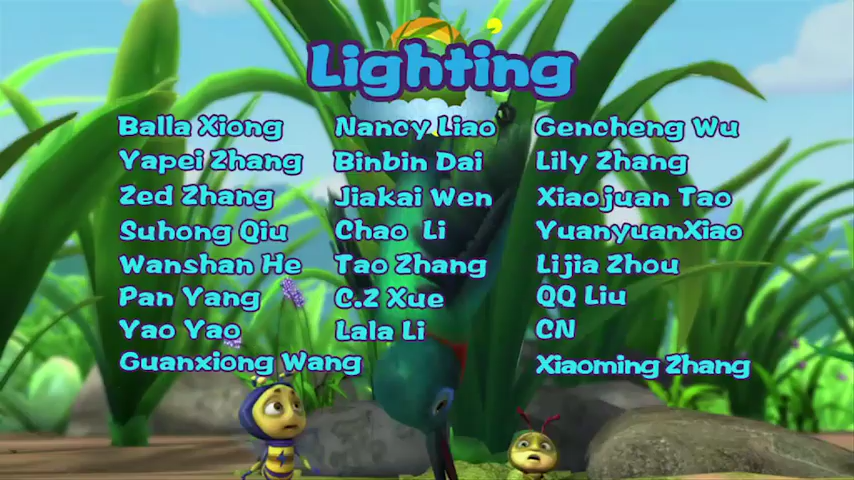 Lighting
Balla Xiong Nancy Liao Gencheng Wu
Yapei Zhang Binbin Dai Lily Zhang
Zed Zhang Jiakai Wen Xiaojuan Tao
Suhong Qiu Chao Li YuanyuanXiao
Wanshan He Tao Zhang Lijia Zhou
Pan Yang C.Z Xue QQ Liu
Yao Yao Lala Li CN
Guanxiong Wang Xiaoming Zhang